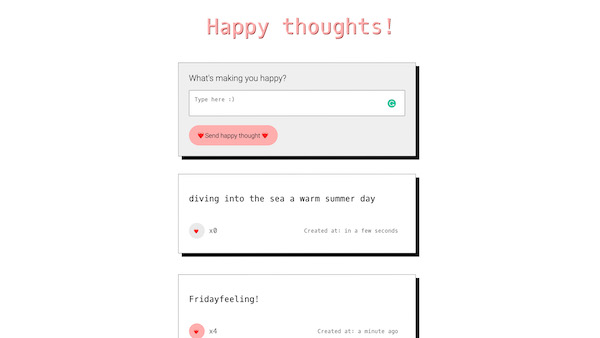 Happy thoughts!
What's making you happy?
Type here :)
Send happy thought
diving into the sea a warm summer day
x0
Created at: in a few seconds
Fridayfeeling!
x4
Created at: a minute ago